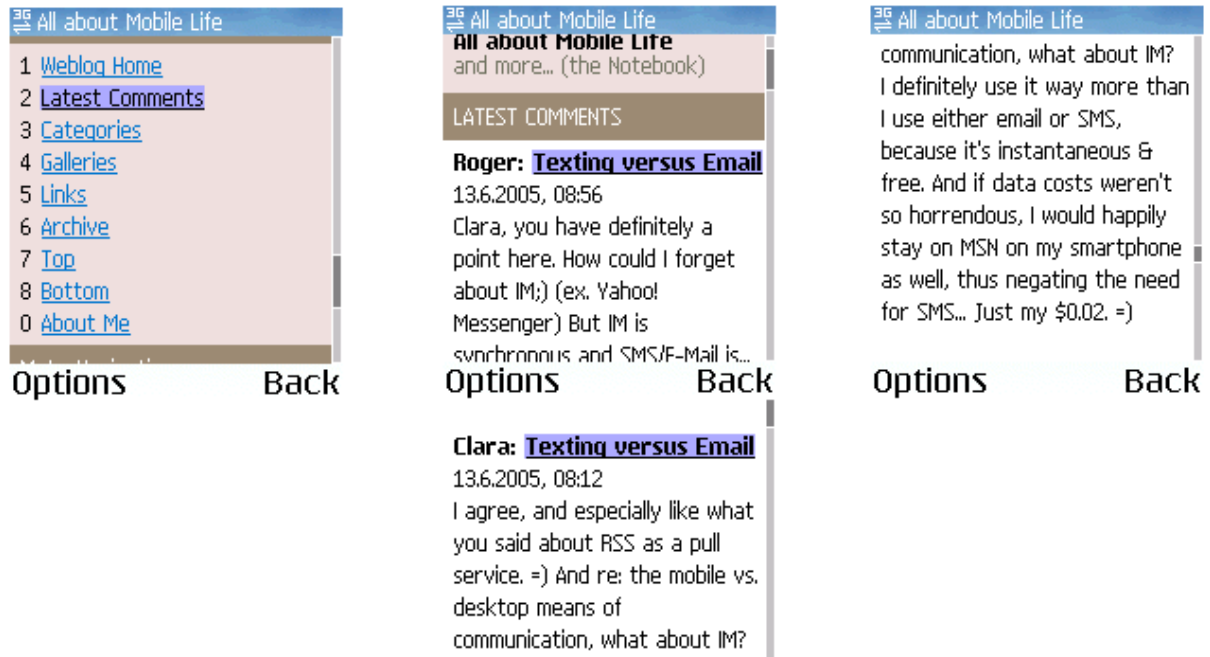 3G All about Mobile Life
1 Weblog Home
2 Latest Comments
3 Categories
4 Galleries
5 Links
6 Archive
7 Top
8 Bottom
0 About Me
Options Back
3G All about Mobile Life
All about Mobile Life
and more... (the Notebook)
LATEST COMMENTS
Roger: Texting versus Email
13.6.2005, 08:56
Clara, you have definitely a
point here. How could I forget
about IM;) (ex. Yahoo!
Messenger) But IM is
synchronous and SMS/E-Mail is...
Options Back
Clara: Texting versus Email
13.6.2005, 08:12
I agree, and especially like what
you said about RSS as a pull
service. =) And re: the mobile vs.
desktop means of
communication, what about IM?
3G All about Mobile Life
communication, what about IM?
I definitely use it way more than
I use either email or SMS,
because it's instantaneous &
free. And if data costs weren't
so horrendous, I would happily
stay on MSN on my smartphone
as well, thus negating the need
for SMS... Just my $0.02. =)
Options Back